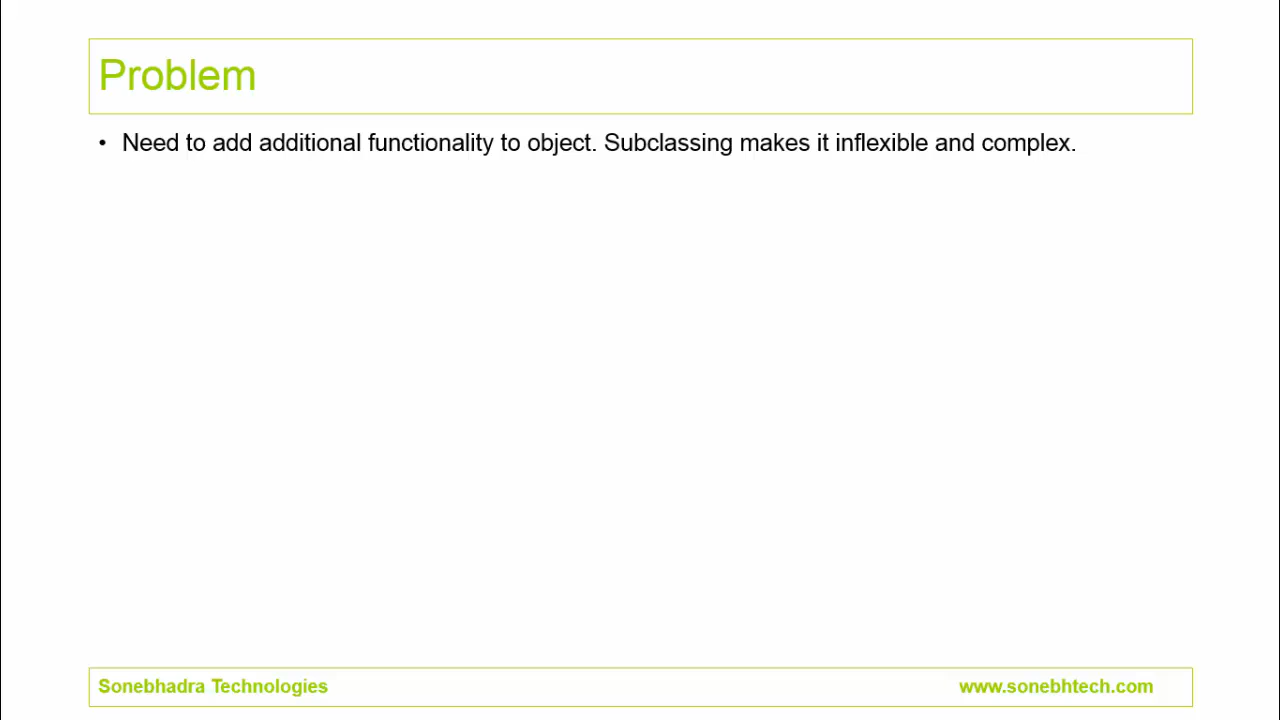 Problem
• Need to add additional functionality to object. Subclassing makes it inflexible and complex.
Sonebhadra Technologies www.sonebhtech.com